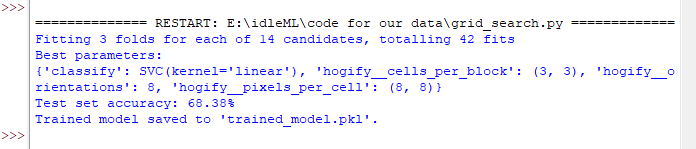 >>>
============== RESTART: E:\idleML\code for our data\grid_search.py =============
Fitting 3 folds for each of 14 candidates, totalling 42 fits
Best parameters:
{'classify': SVC(kernel='linear'), 'hogify__cells_per_block': (3, 3), 'hogify__o
rientations': 8, 'hogify__pixels_per_cell': (8, 8)}
Test set accuracy: 68.38%
Trained model saved to 'trained_model.pkl'.
>>>